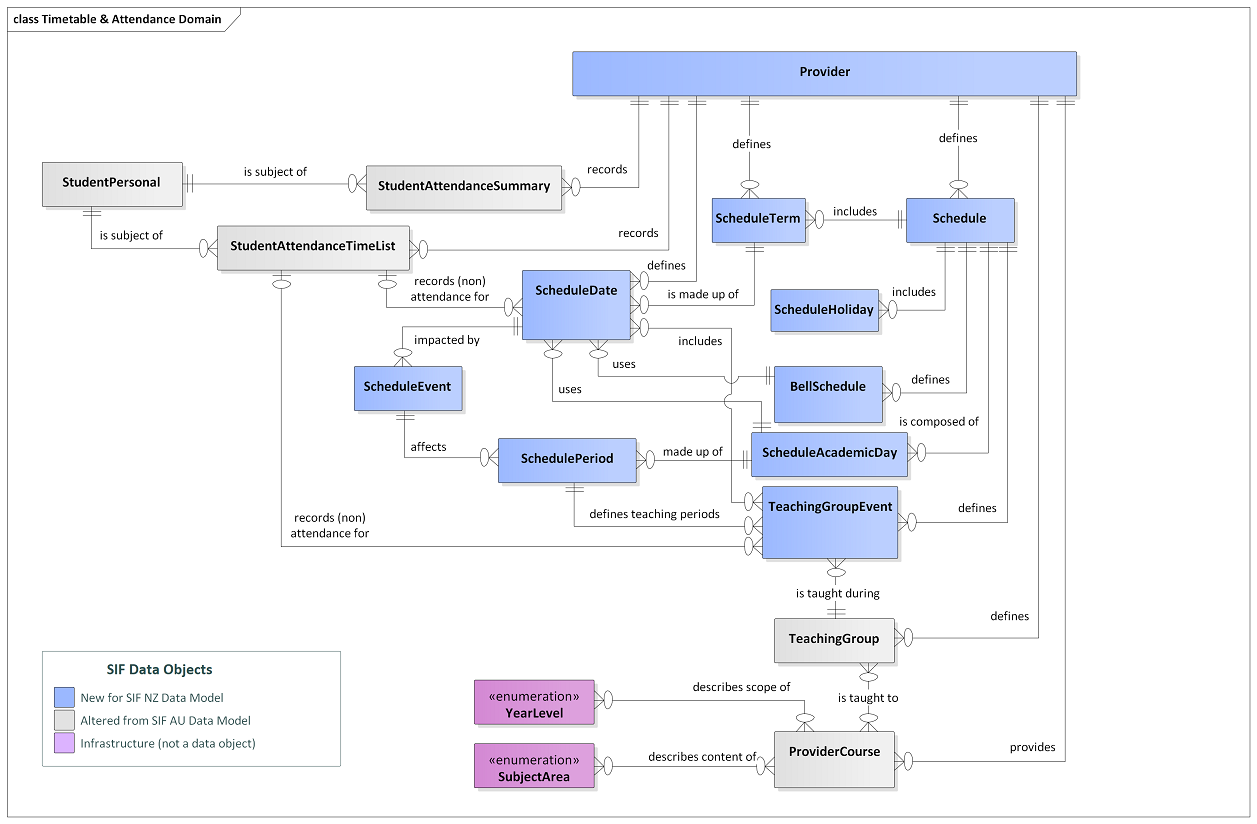 class Timetable & Attendance Domain
Provider
defines
defines
records
StudentPersonal
is subject of
StudentAttendanceSummary
ScheduleTerm
includes
Schedule
is subject of
StudentAttendanceTimeList
records
defines
records (non)
attendance for
ScheduleDate
is made up of
includes
ScheduleHoliday
impacted by
includes
uses
ScheduleEvent
uses
BellSchedule
defines
is composed of
affects
SchedulePeriod
made up of
ScheduleAcademicDay
TeachingGroupEvent
defines
records (non)
attendance for
defines teaching periods
is taught during
defines
TeachingGroup
SIF Data Objects
New for SIF NZ Data Model
Altered from SIF AU Data Model
Infrastructure (not a data object)
describes scope of
is taught to
«enumeration»
YearLevel
provides
ProviderCourse
describes content of
«enumeration»
SubjectArea